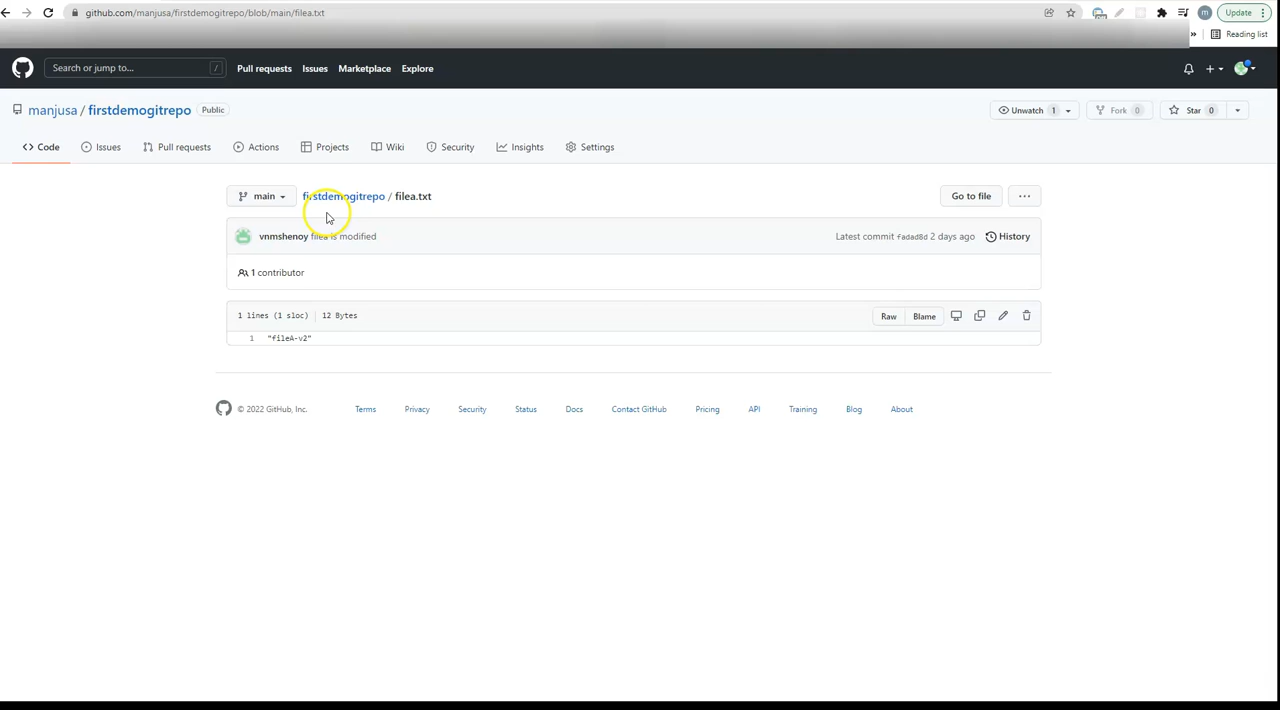 github.com/manjusa/firstdemogitrepo/blob/main/filea.txt
m
Update
»
Reading list
Search or jump to...
/
Pull requests
Issues
Marketplace
Explore
manjusa / firstdemogitrepo
Public
Unwatch 1
Fork 0
Star 0
Code
Issues
Pull requests
Actions
Projects
Wiki
Security
Insights
Settings
main
firstdemogitrepo / filea.txt
Go to file
vnmshenoy filea is modified
Latest commit fadad8d 2 days ago
History
1 contributor
1 lines (1 sloc)
12 Bytes
Raw
Blame
1 "fileA-v2"
© 2022 GitHub, Inc.
Terms
Privacy
Security
Status
Docs
Contact GitHub
Pricing
API
Training
Blog
About